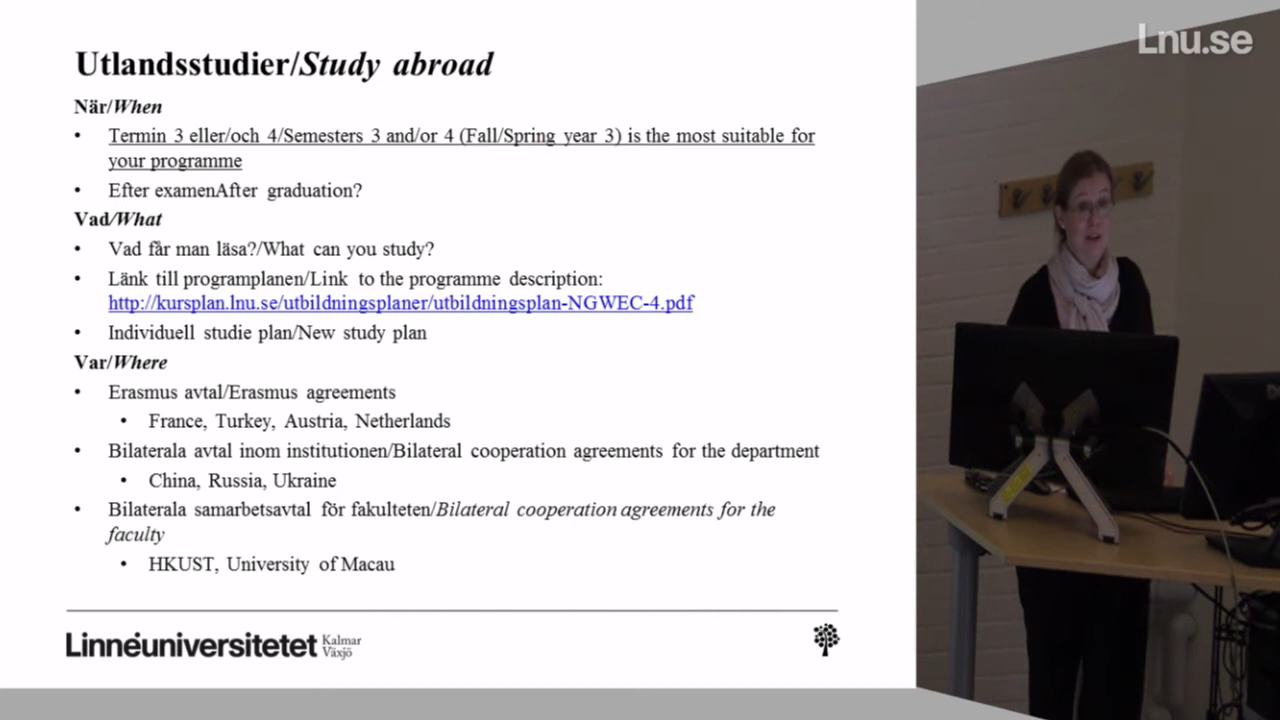 Utlandsstudier/Study abroad
När/When
• Termin 3 eller/och 4/Semesters 3 and/or 4 (Fall/Spring year 3) is the most suitable for
your programme
• Efter examenAfter graduation?
Vad/What
• Vad får man läsa?/What can you study?
• Länk till programplanen/Link to the programme description:
http://kursplan.lnu.se/utbildningsplaner/utbildningsplan-NGWEC-4.pdf
• Individuell studie plan/New study plan
Var/Where
• Erasmus avtal/Erasmus agreements
• France, Turkey, Austria, Netherlands
• Bilaterala avtal inom institutionen/Bilateral cooperation agreements for the department
• China, Russia, Ukraine
• Bilaterala samarbetsavtal för fakulteten/Bilateral cooperation agreements for the
faculty
• HKUST, University of Macau
Linnéuniversitetet Kalmar
Växjö
Lnu.se